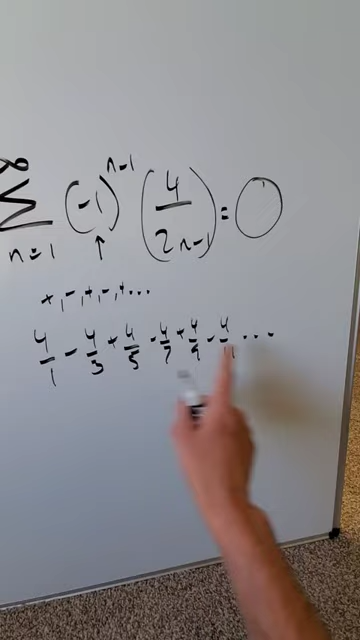 ∞
∑ (-1)^(n-1) (4/(2n-1)) = ◯
n=1 ↑
+,-,+,-,+...
4/1 - 4/3 + 4/5 - 4/7 + 4/9 - 4/11 ...